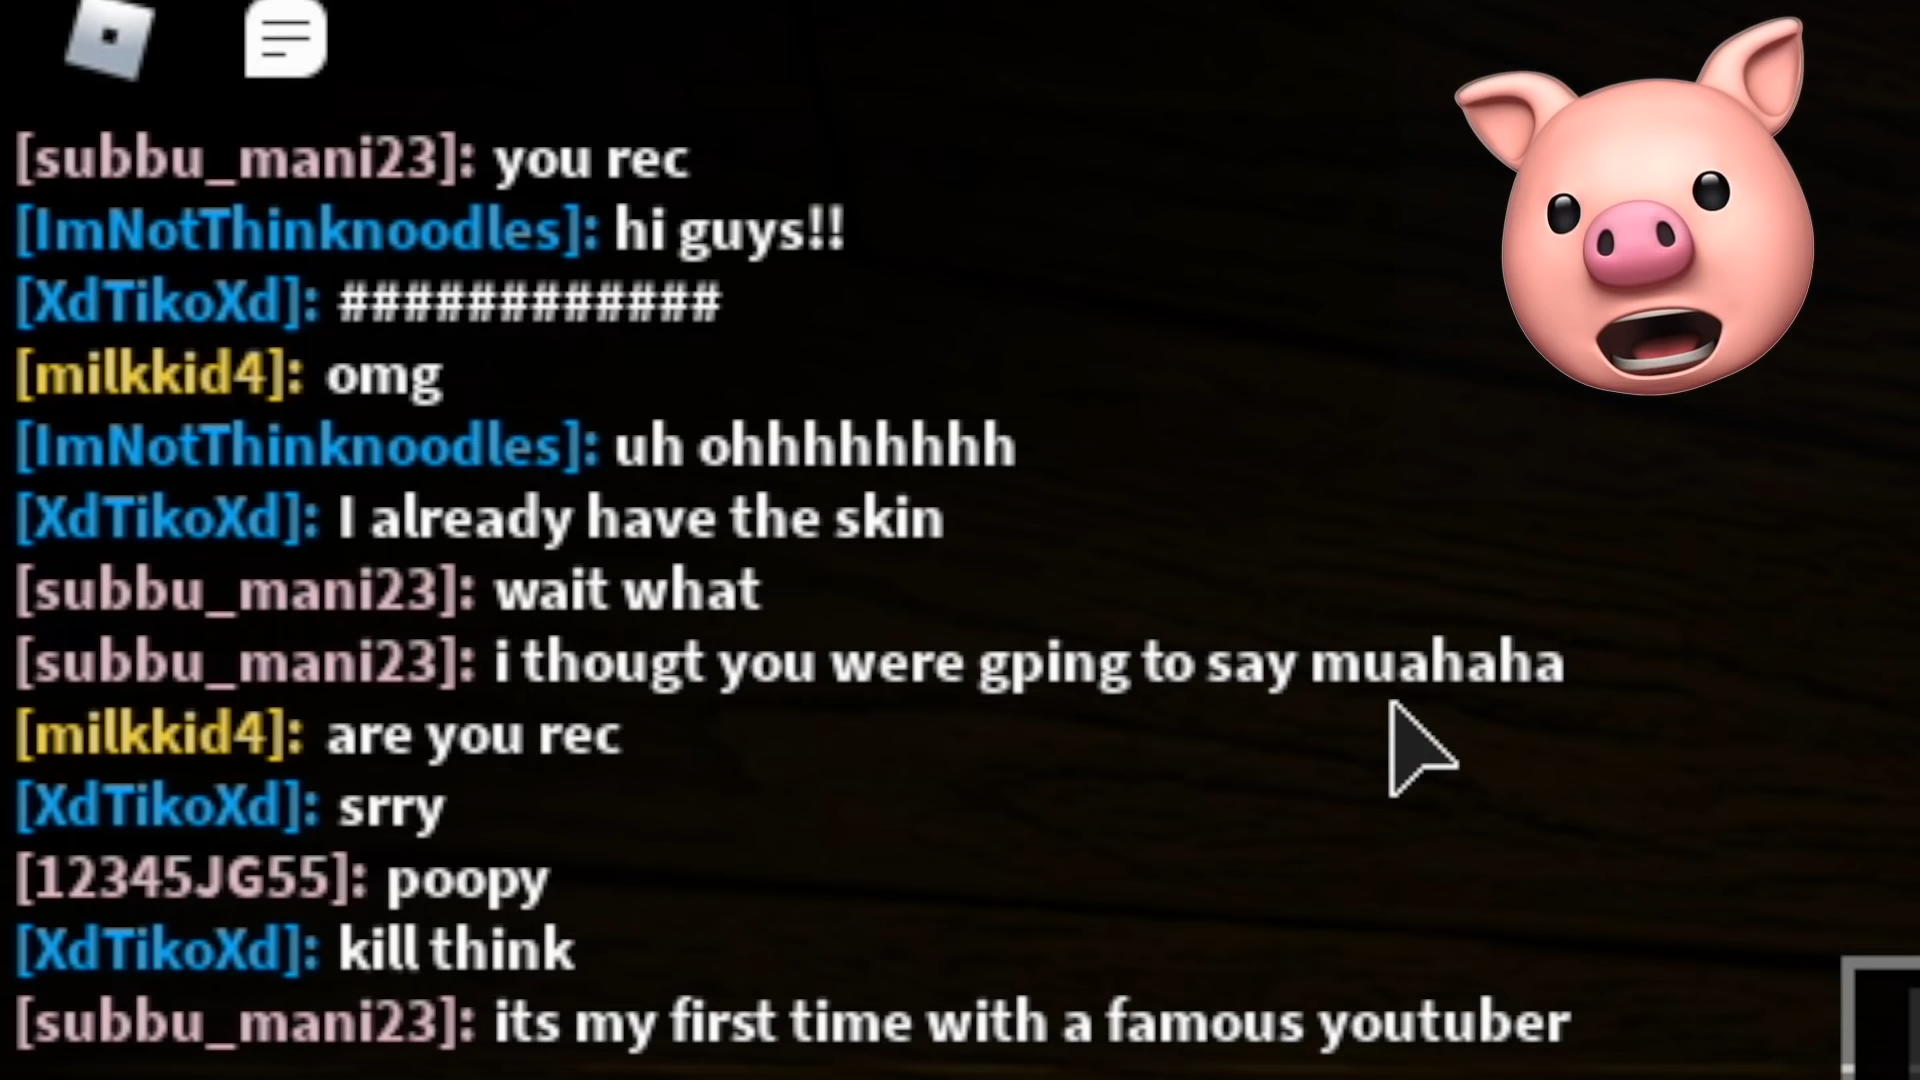 [subbu_mani23]: you rec
[ImNotThinknoodles]: hi guys!!
[XdTikoXd]: ############
[milkkid4]: omg
[ImNotThinknoodles]: uh ohhhhhhhh
[XdTikoXd]: I already have the skin
[subbu_mani23]: wait what
[subbu_mani23]: i thougt you were gping to say muahaha
[milkkid4]: are you rec
[XdTikoXd]: srry
[12345JG55]: poopy
[XdTikoXd]: kill think
[subbu_mani23]: its my first time with a famous youtuber